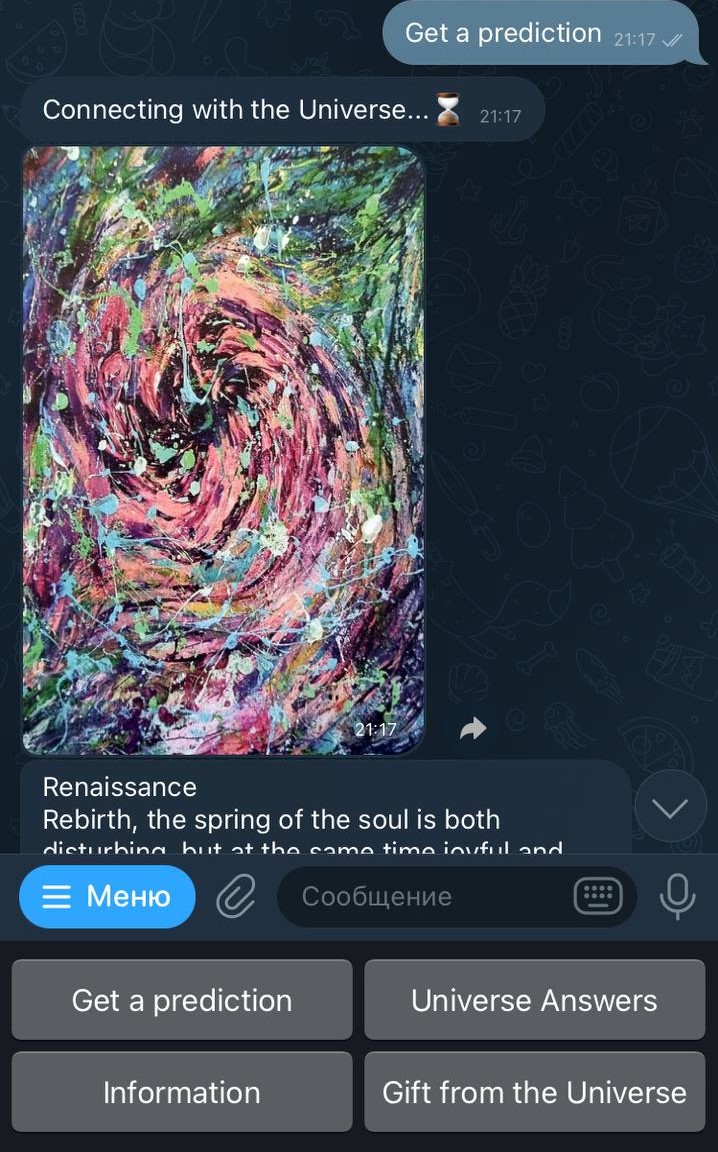 Get a prediction 21:17
Connecting with the Universe...⏳ 21:17
21:17
Renaissance
Rebirth, the spring of the soul is both
disturbing, but at the same time joyful and
Меню
Сообщение
Get a prediction
Universe Answers
Information
Gift from the Universe